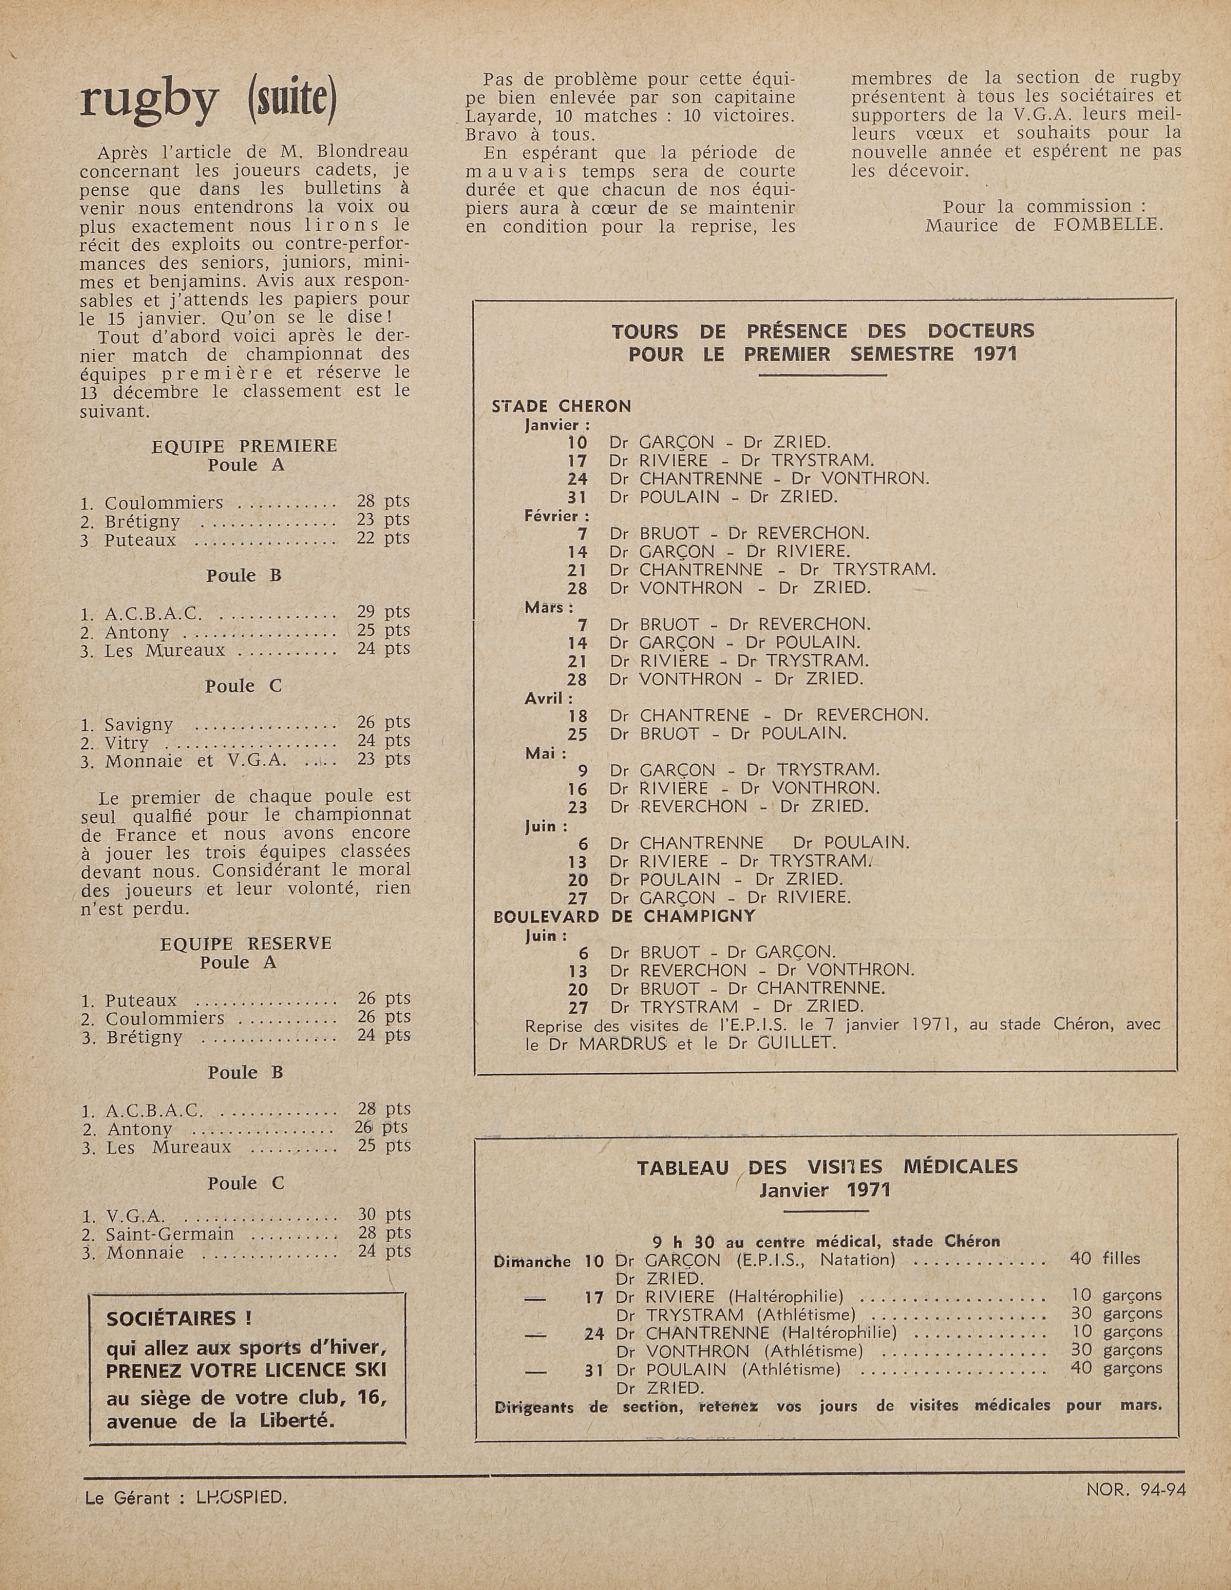 rugby (suite)
Après l'article de M. Blondreau
concernant les joueurs cadets, je
pense que dans les bulletins à
venir nous entendrons la voix ou
plus exactement nous lirons le
récit des exploits ou contre-perfor-
mances des seniors, juniors, mini-
mes et benjamins. Avis aux respon-
sables et j'attends les papiers pour
le 15 janvier. Qu'on se le dise!
Tout d'abord voici après le der-
nier match de championnat des
équipes première et réserve le
13 décembre le classement est le
suivant.
EQUIPE PREMIERE
Poule A
1. Coulommiers ........... 28 pts
2. Brétigny ............... 23 pts
3 Puteaux ................ 22 pts
Poule B
1. A.C.B.A.C. ............. 29 pts
2. Antony ................. 25 pts
3. Les Mureaux ........... 24 pts
Poule C
1. Savigny ................ 26 pts
2. Vitry ................... 24 pts
3. Monnaie et V.G.A. .... 23 pts
Le premier de chaque poule est
seul qualfié pour le championnat
de France et nous avons encore
à jouer les trois équipes classées
devant nous. Considérant le moral
des joueurs et leur volonté, rien
n'est perdu.
EQUIPE RESERVE
Poule A
1. Puteaux ................ 26 pts
2. Coulommiers ........... 26 pts
3. Brétigny ............... 24 pts
Poule B
1. A.C.B.A.C. ............. 28 pts
2. Antony ................ 26 pts
3. Les Mureaux .......... 25 pts
Poule C
1. V.G.A. ................. 30 pts
2. Saint-Germain .......... 28 pts
3. Monnaie ............... 24 pts
SOCIÉTAIRES !
qui allez aux sports d'hiver,
PRENEZ VOTRE LICENCE SKI
au siège de votre club, 16,
avenue de la Liberté.
Pas de problème pour cette équi-
pe bien enlevée par son capitaine
Layarde, 10 matches : 10 victoires.
Bravo à tous.
En espérant que la période de
mauvais temps sera de courte
durée et que chacun de nos équi-
piers aura à cœur de se maintenir
en condition pour la reprise, les
membres de la section de rugby
présentent à tous les sociétaires et
supporters de la V.G.A. leurs meil-
leurs vœux et souhaits pour la
nouvelle année et espérent ne pas
les décevoir.
Pour la commission :
Maurice de FOMBELLE.
TOURS DE PRÉSENCE DES DOCTEURS
POUR LE PREMIER SEMESTRE 1971
STADE CHERON
Janvier :
10 Dr GARÇON - Dr ZRIED.
17 Dr RIVIERE - Dr TRYSTRAM.
24 Dr CHANTRENNE - Dr VONTHRON.
31 Dr POULAIN - Dr ZRIED.
Février :
7 Dr BRUOT - Dr REVERCHON.
14 Dr GARÇON - Dr RIVIERE.
21 Dr CHANTRENNE - Dr TRYSTRAM.
28 Dr VONTHRON - Dr ZRIED.
Mars :
7 Dr BRUOT - Dr REVERCHON.
14 Dr GARÇON - Dr POULAIN.
21 Dr RIVIERE - Dr TRYSTRAM.
28 Dr VONTHRON - Dr ZRIED.
Avril :
18 Dr CHANTRENE - Dr REVERCHON.
25 Dr BRUOT - Dr POULAIN.
Mai :
9 Dr GARÇON - Dr TRYSTRAM.
16 Dr RIVIERE - Dr VONTHRON.
23 Dr REVERCHON - Dr ZRIED.
Juin :
6 Dr CHANTRENNE Dr POULAIN.
13 Dr RIVIERE - Dr TRYSTRAM.
20 Dr POULAIN - Dr ZRIED.
27 Dr GARÇON - Dr RIVIERE.
BOULEVARD DE CHAMPIGNY
Juin :
6 Dr BRUOT - Dr GARÇON.
13 Dr REVERCHON - Dr VONTHRON.
20 Dr BRUOT - Dr CHANTRENNE.
27 Dr TRYSTRAM - Dr ZRIED.
Reprise des visites de l'E.P.I.S. le 7 janvier 1971, au stade Chéron, avec
le Dr MARDRUS et le Dr GUILLET.
TABLEAU DES VISITES MÉDICALES
Janvier 1971
9 h 30 au centre médical, stade Chéron
Dimanche 10 Dr GARÇON (E.P.I.S., Natation) ............. 40 filles
Dr ZRIED.
— 17 Dr RIVIERE (Haltérophilie) .................. 10 garçons
Dr TRYSTRAM (Athlétisme) .................. 30 garçons
— 24 Dr CHANTRENNE (Haltérophilie) ............. 10 garçons
Dr VONTHRON (Athlétisme) ................ 30 garçons
— 31 Dr POULAIN (Athlétisme) .................. 40 garçons
Dr ZRIED.
Dirigeants de section, retenez vos jours de visites médicales pour mars.
Le Gérant : LHOSPIED.
NOR. 94-94